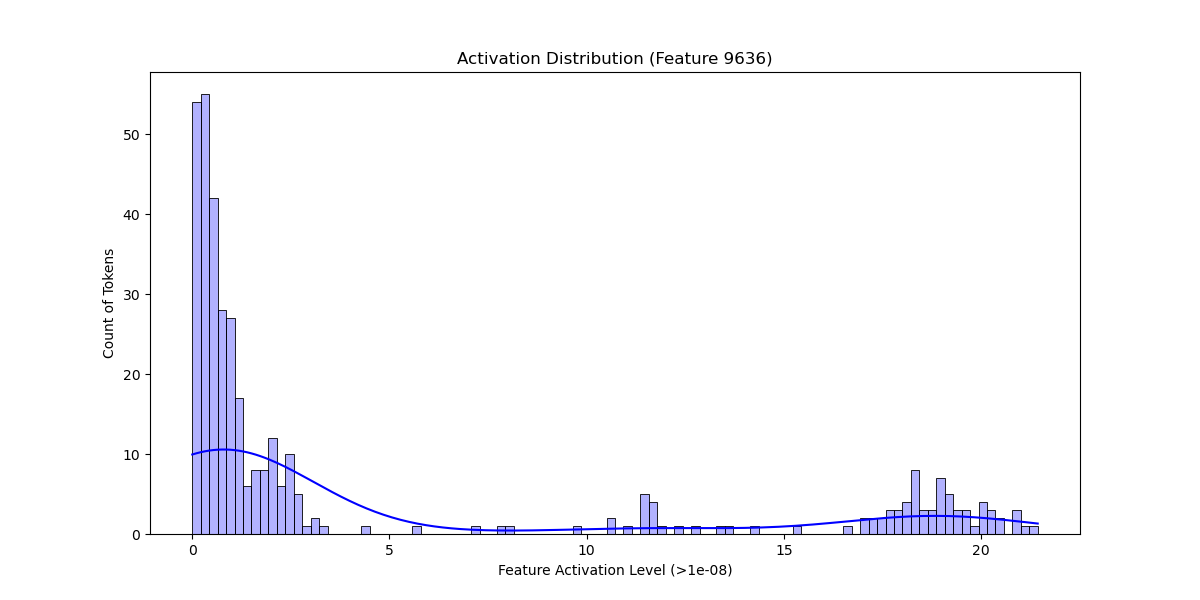 Activation Distribution (Feature 9636)
Count of Tokens
50
40
30
20
10
0
0 5 10 15 20
Feature Activation Level (>1e-08)